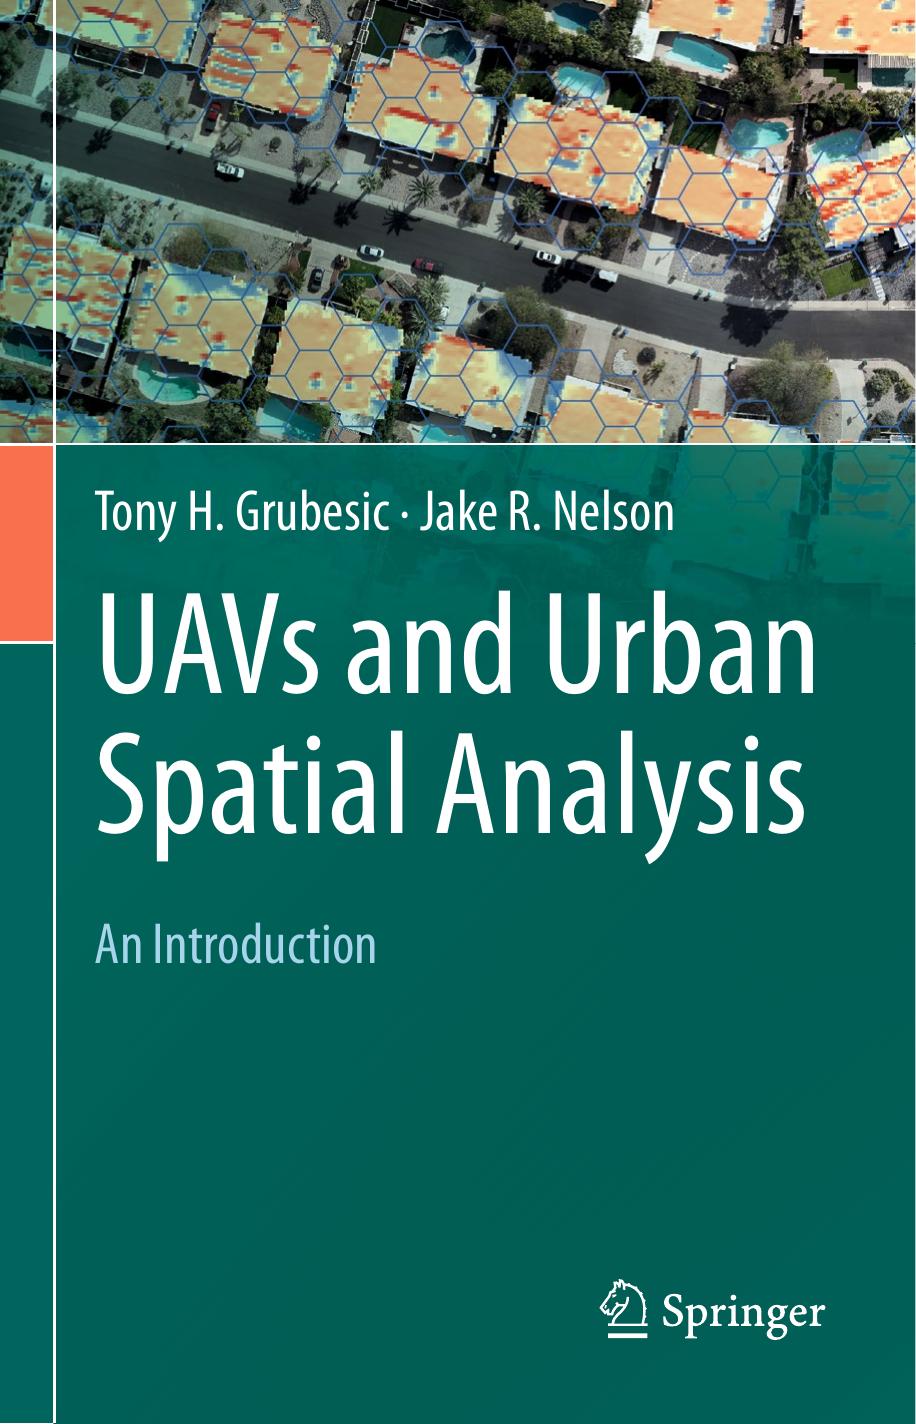 Tony H. Grubesic · Jake R. Nelson
UAVs and Urban
Spatial Analysis
An Introduction
Springer